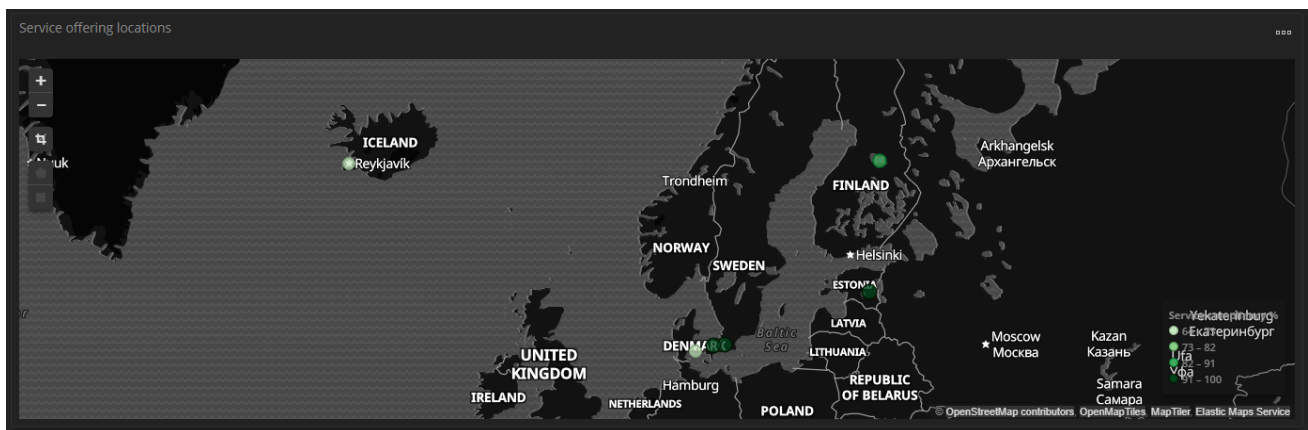 Service offering locations
+
−
ICELAND
Reykjavík
Arkhangelsk
Архангельск
Trondheim
FINLAND
NORWAY
SWEDEN
Helsinki
ESTONIA
LATVIA
Baltic
Sea
DENMARK
LITHUANIA
Moscow
Москва
Kazan
Казань
Yekaterinburg
Екатеринбург
73 – 82
Ufa
Уфа
91 – 100
UNITED
KINGDOM
Hamburg
REPUBLIC
OF BELARUS
Samara
Самара
IRELAND
NETHERLANDS
POLAND
© OpenStreetMap contributors, OpenMapTiles, MapTiler, Elastic Maps Service